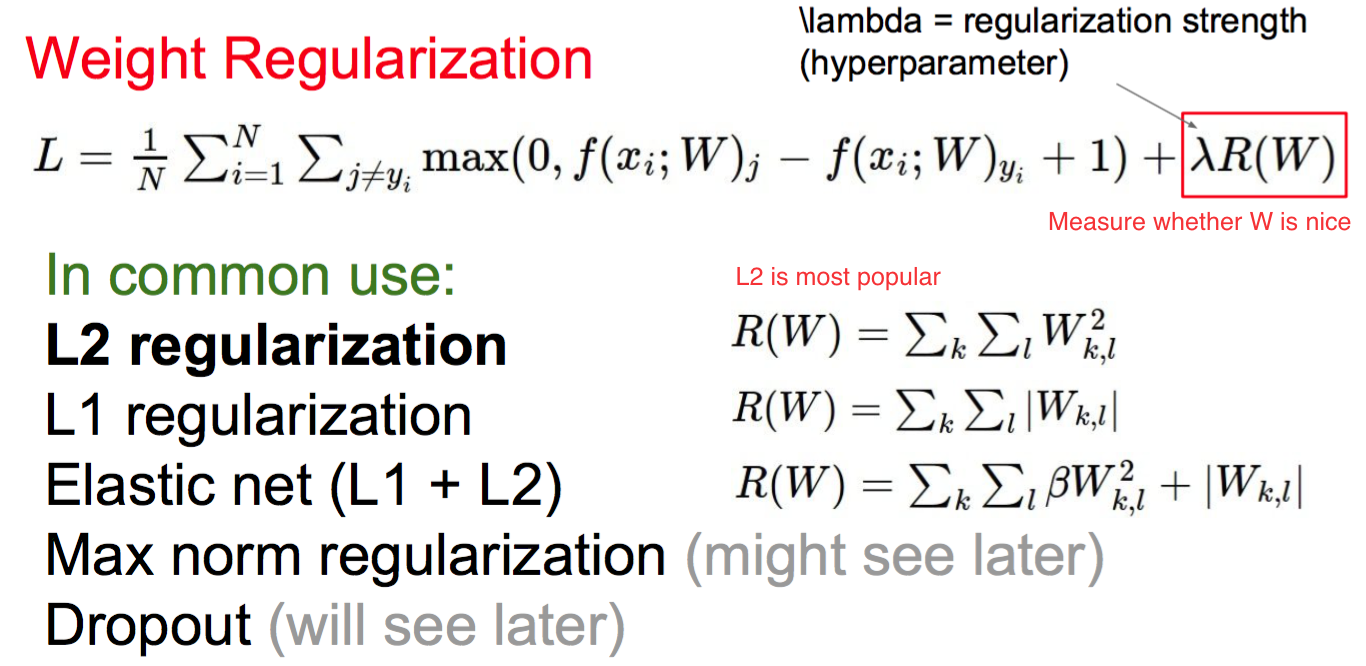 \lambda = regularization strength
(hyperparameter)
Weight Regularization
L = \frac{1}{N} \sum_{i=1}^{N} \sum_{j \neq y_i} \max(0, f(x_i; W)_j - f(x_i; W)_{y_i} + 1) + \lambda R(W)
Measure whether W is nice
In common use:
L2 is most popular
L2 regularization R(W) = \sum_k \sum_l W_{k,l}^2
L1 regularization R(W) = \sum_k \sum_l |W_{k,l}|
Elastic net (L1 + L2) R(W) = \sum_k \sum_l \beta W_{k,l}^2 + |W_{k,l}|
Max norm regularization (might see later)
Dropout (will see later)